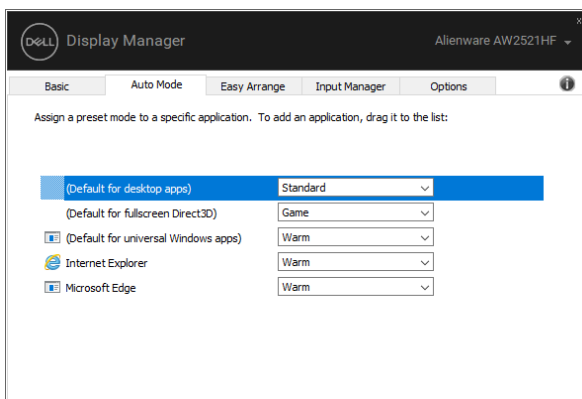 DELL Display Manager Alienware AW2521HF
Basic Auto Mode Easy Arrange Input Manager Options
Assign a preset mode to a specific application. To add an application, drag it to the list:
(Default for desktop apps) Standard
(Default for fullscreen Direct3D) Game
(Default for universal Windows apps) Warm
Internet Explorer Warm
Microsoft Edge Warm